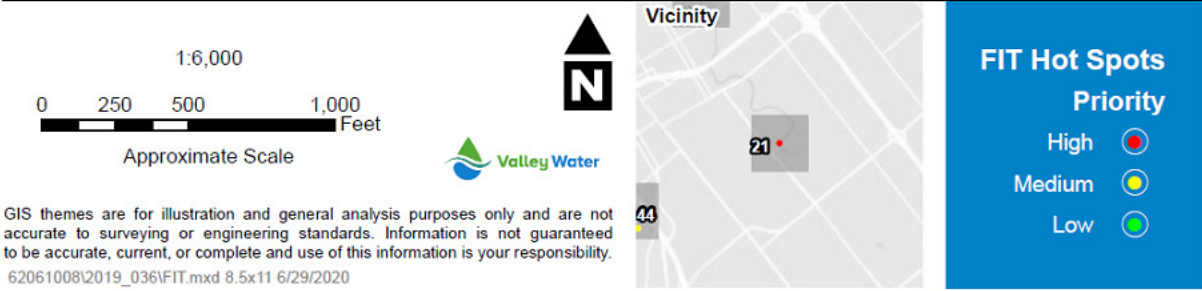 1:6,000
0 250 500 1,000
Feet
Approximate Scale
N
Valley Water
GIS themes are for illustration and general analysis purposes only and are not
accurate to surveying or engineering standards. Information is not guaranteed
to be accurate, current, or complete and use of this information is your responsibility.
62061008\2019_036\FIT.mxd 8.5x11 6/29/2020
Vicinity
21
44
FIT Hot Spots
Priority
High
Medium
Low